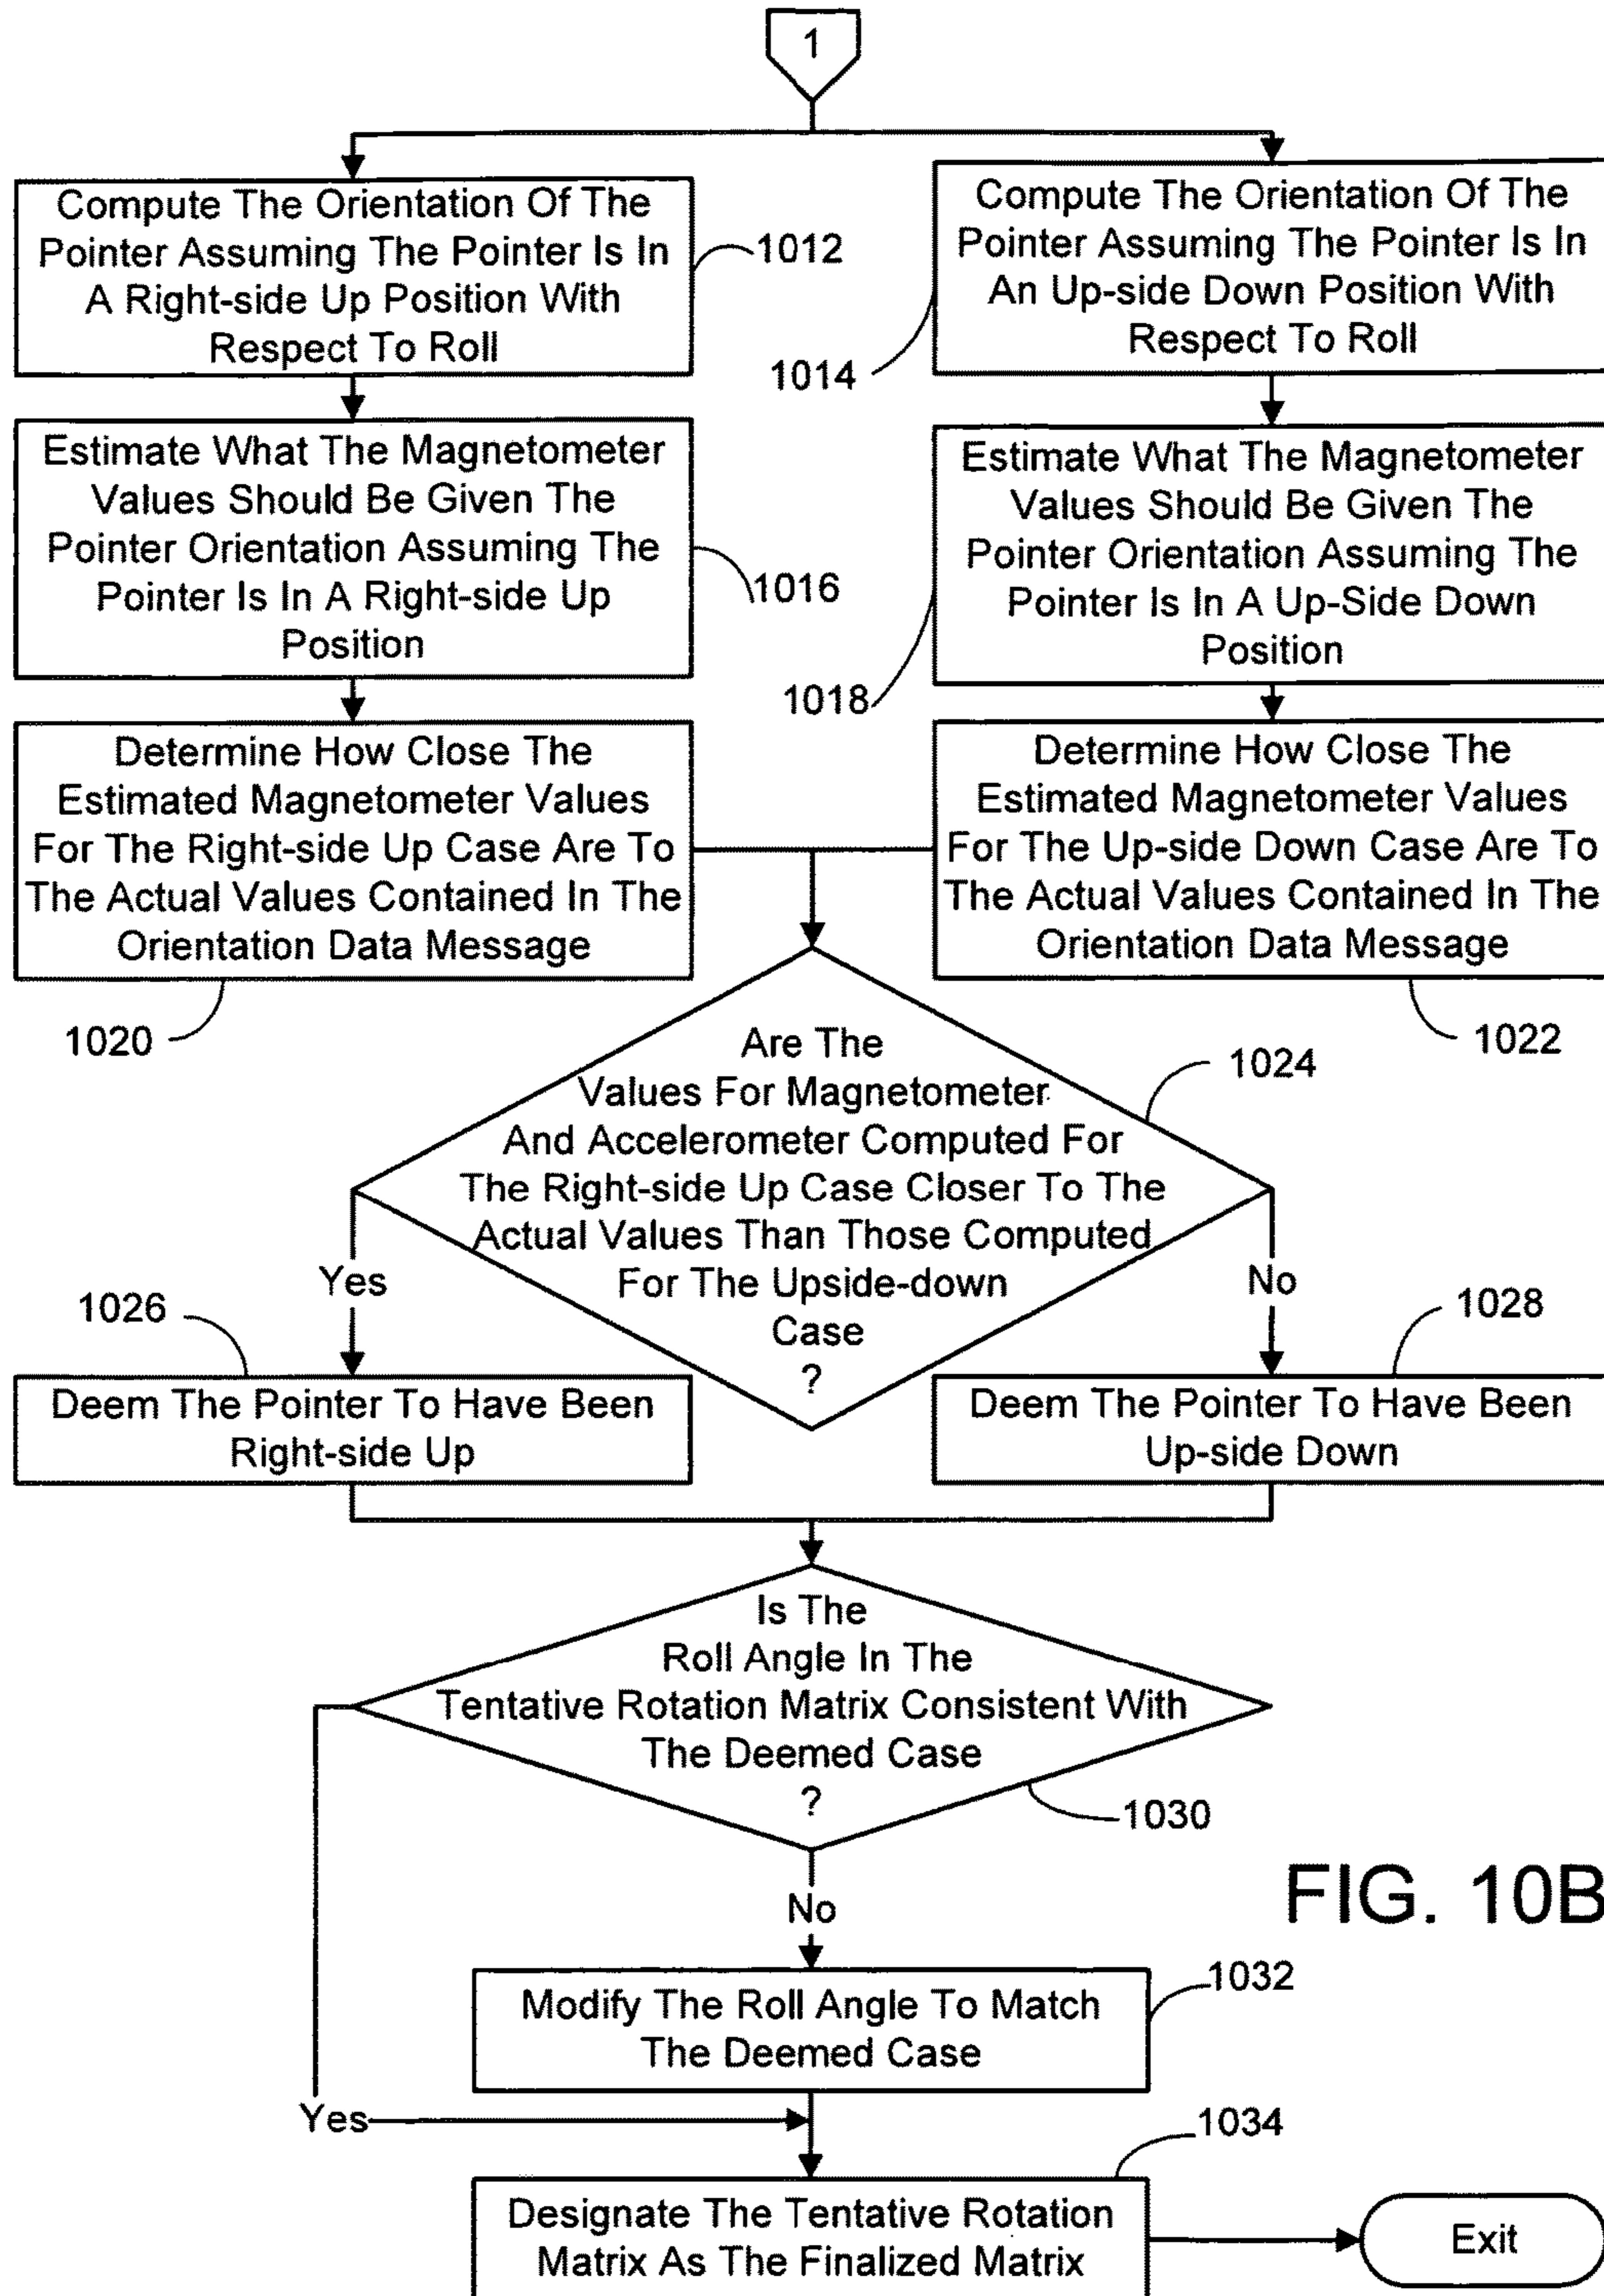 1
Compute The Orientation Of The
Pointer Assuming The Pointer Is In
A Right-side Up Position With
Respect To Roll
1012
Compute The Orientation Of The
Pointer Assuming The Pointer Is In
An Up-side Down Position With
Respect To Roll
1014
Estimate What The Magnetometer
Values Should Be Given The
Pointer Orientation Assuming The
Pointer Is In A Right-side Up
Position
1016
Estimate What The Magnetometer
Values Should Be Given The
Pointer Orientation Assuming The
Pointer Is In A Up-Side Down
Position
1018
Determine How Close The
Estimated Magnetometer Values
For The Right-side Up Case Are To
The Actual Values Contained In The
Orientation Data Message
1020
Determine How Close The
Estimated Magnetometer Values
For The Up-side Down Case Are To
The Actual Values Contained In The
Orientation Data Message
1022
Are The
Values For Magnetometer
And Accelerometer Computed For
The Right-side Up Case Closer To The
Actual Values Than Those Computed
For The Upside-down
Case
?
1024
Yes
No
1026
Deem The Pointer To Have Been
Right-side Up
1028
Deem The Pointer To Have Been
Up-side Down
Is The
Roll Angle In The
Tentative Rotation Matrix Consistent With
The Deemed Case
?
1030
No
FIG. 10B
Modify The Roll Angle To Match
The Deemed Case
1032
Yes
1034
Designate The Tentative Rotation
Matrix As The Finalized Matrix
Exit